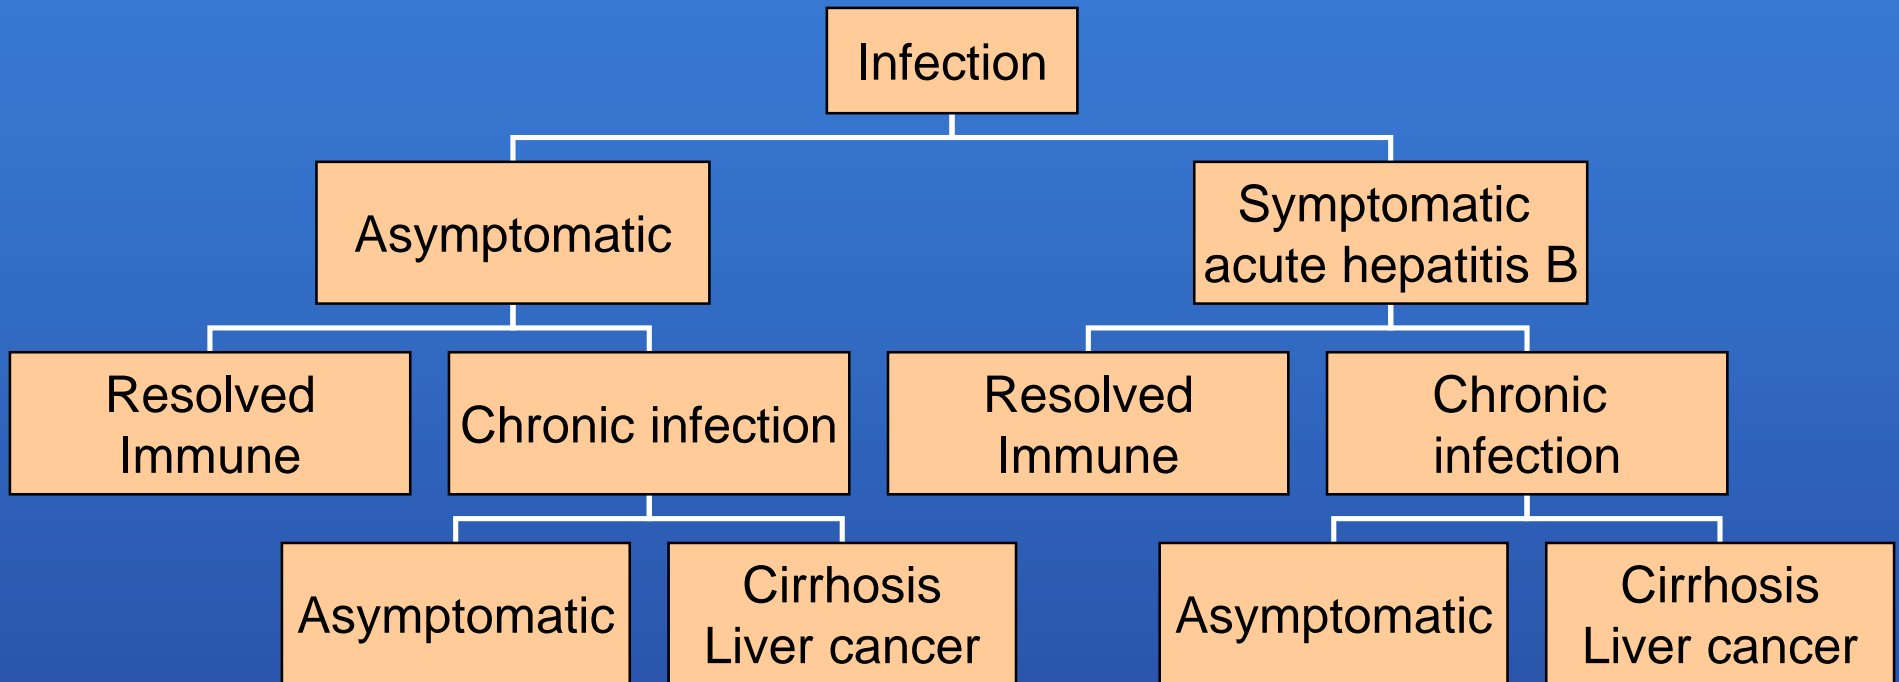 Infection
Asymptomatic
Symptomatic
acute hepatitis B
Resolved
Immune
Chronic infection
Resolved
Immune
Chronic
infection
Asymptomatic
Cirrhosis
Liver cancer
Asymptomatic
Cirrhosis
Liver cancer